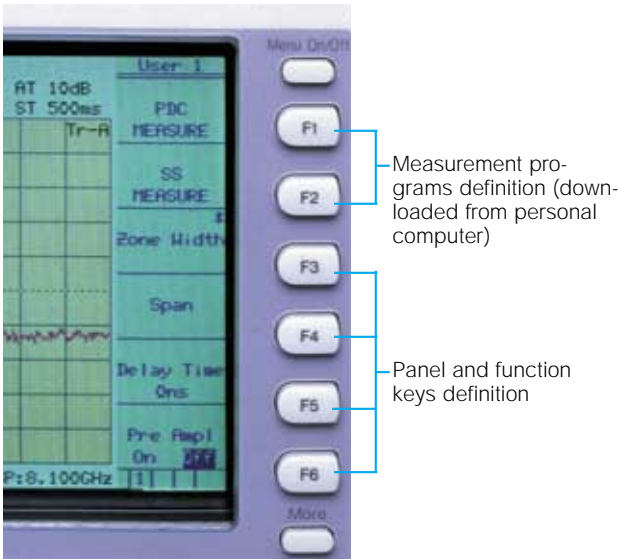 Menu On/Off
User 1
AT 10dB
ST 500ms
Tr-A
PDC
MEASURE
F1
SS
MEASURE
F2
#
Zone Width
F3
Span
F4
Delay Time
0ns
F5
Pre Ampl
On Off
F6
P:8.100GHz
1
More
Measurement pro-
grams definition (down-
loaded from personal
computer)
Panel and function
keys definition